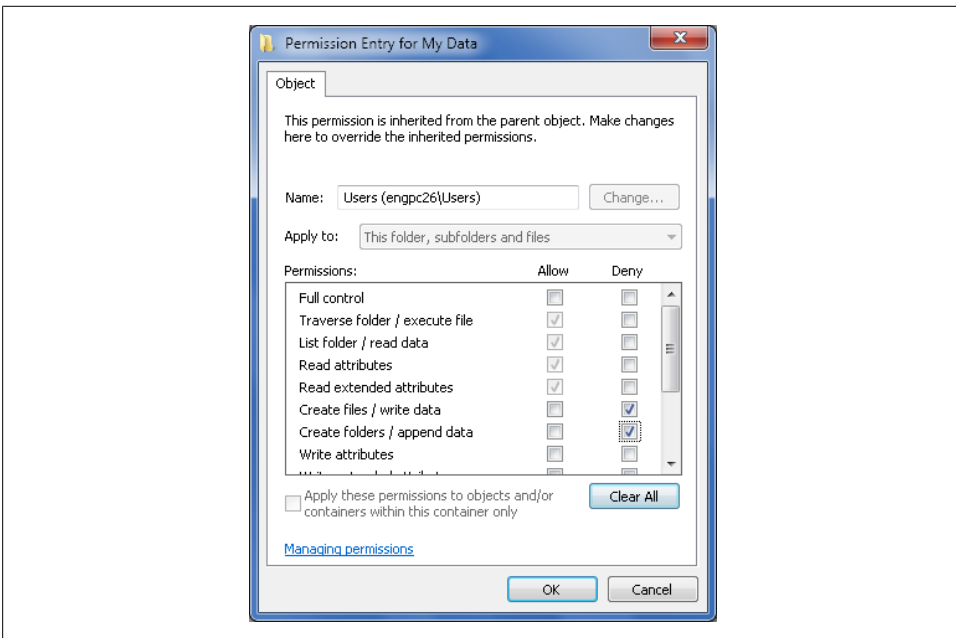 Permission Entry for My Data
Object
This permission is inherited from the parent object. Make changes
here to override the inherited permissions.
Name: Users (engpc26\Users) Change...
Apply to: This folder, subfolders and files
Permissions: Allow Deny
Full control
Traverse folder / execute file
List folder / read data
Read attributes
Read extended attributes
Create files / write data
Create folders / append data
Write attributes
Apply these permissions to objects and/or
containers within this container only
Clear All
Managing permissions
OK Cancel